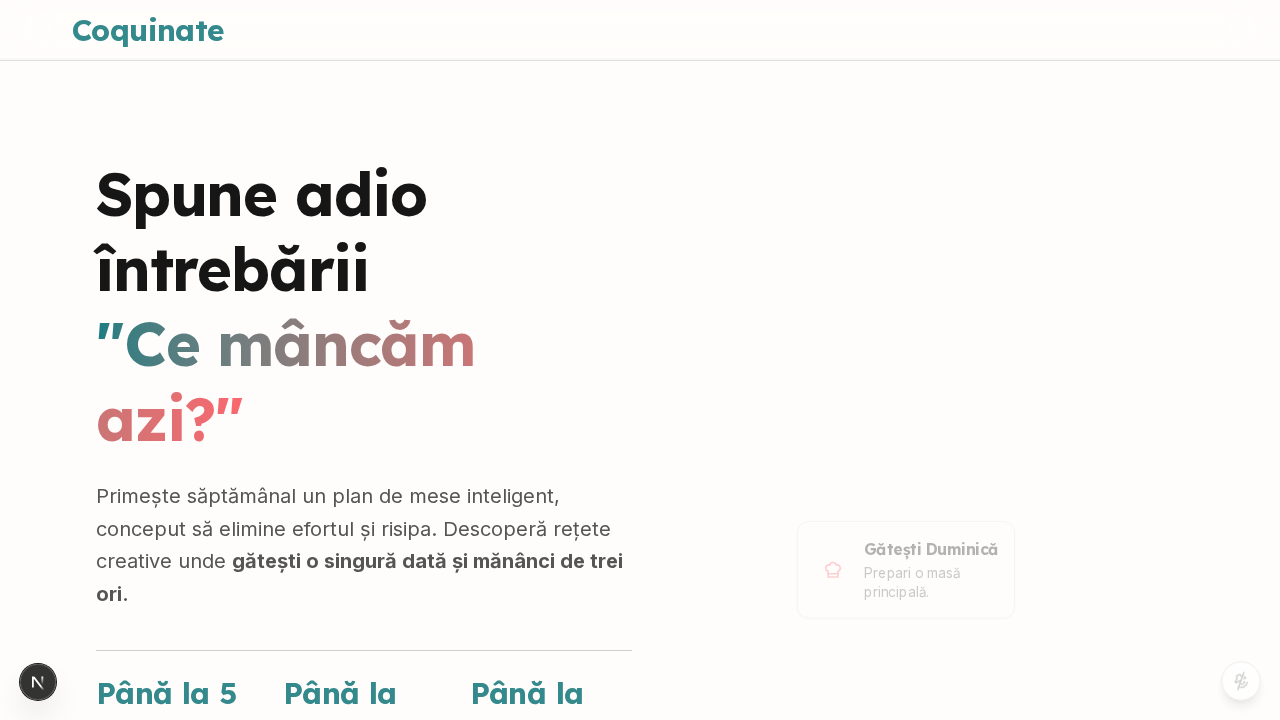 Coquinate
Spune adio
întrebării
"Ce mâncăm
azi?"
Primește săptămânal un plan de mese inteligent,
conceput să elimine efortul și risipa. Descoperă rețete
creative unde gătești o singură dată și mănânci de trei
ori.
Gătești Duminică
Prepari o masă
principală.
Până la 5
Până la
Până la